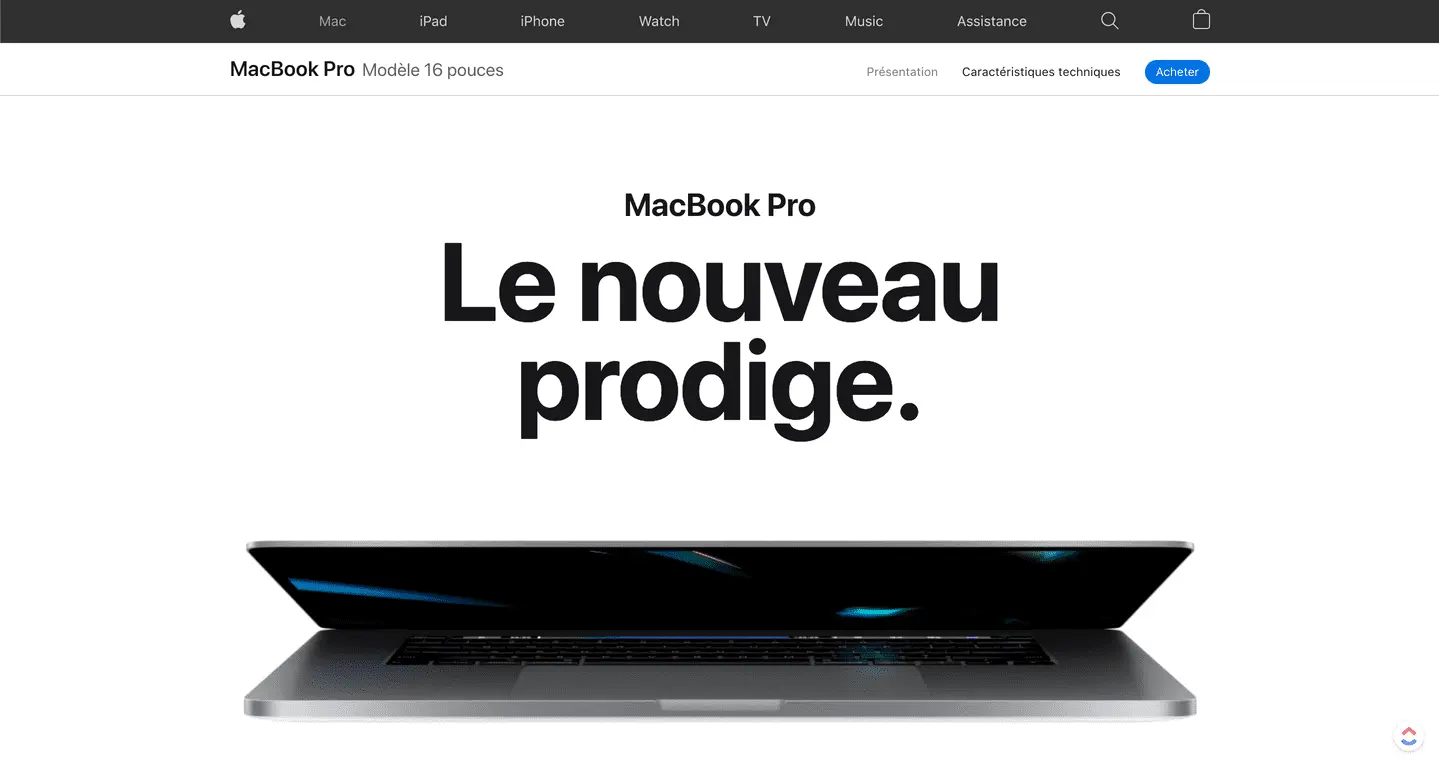 Mac iPad iPhone Watch TV Music Assistance
MacBook Pro Modèle 16 pouces Présentation Caractéristiques techniques Acheter
MacBook Pro
Le nouveau
prodige.